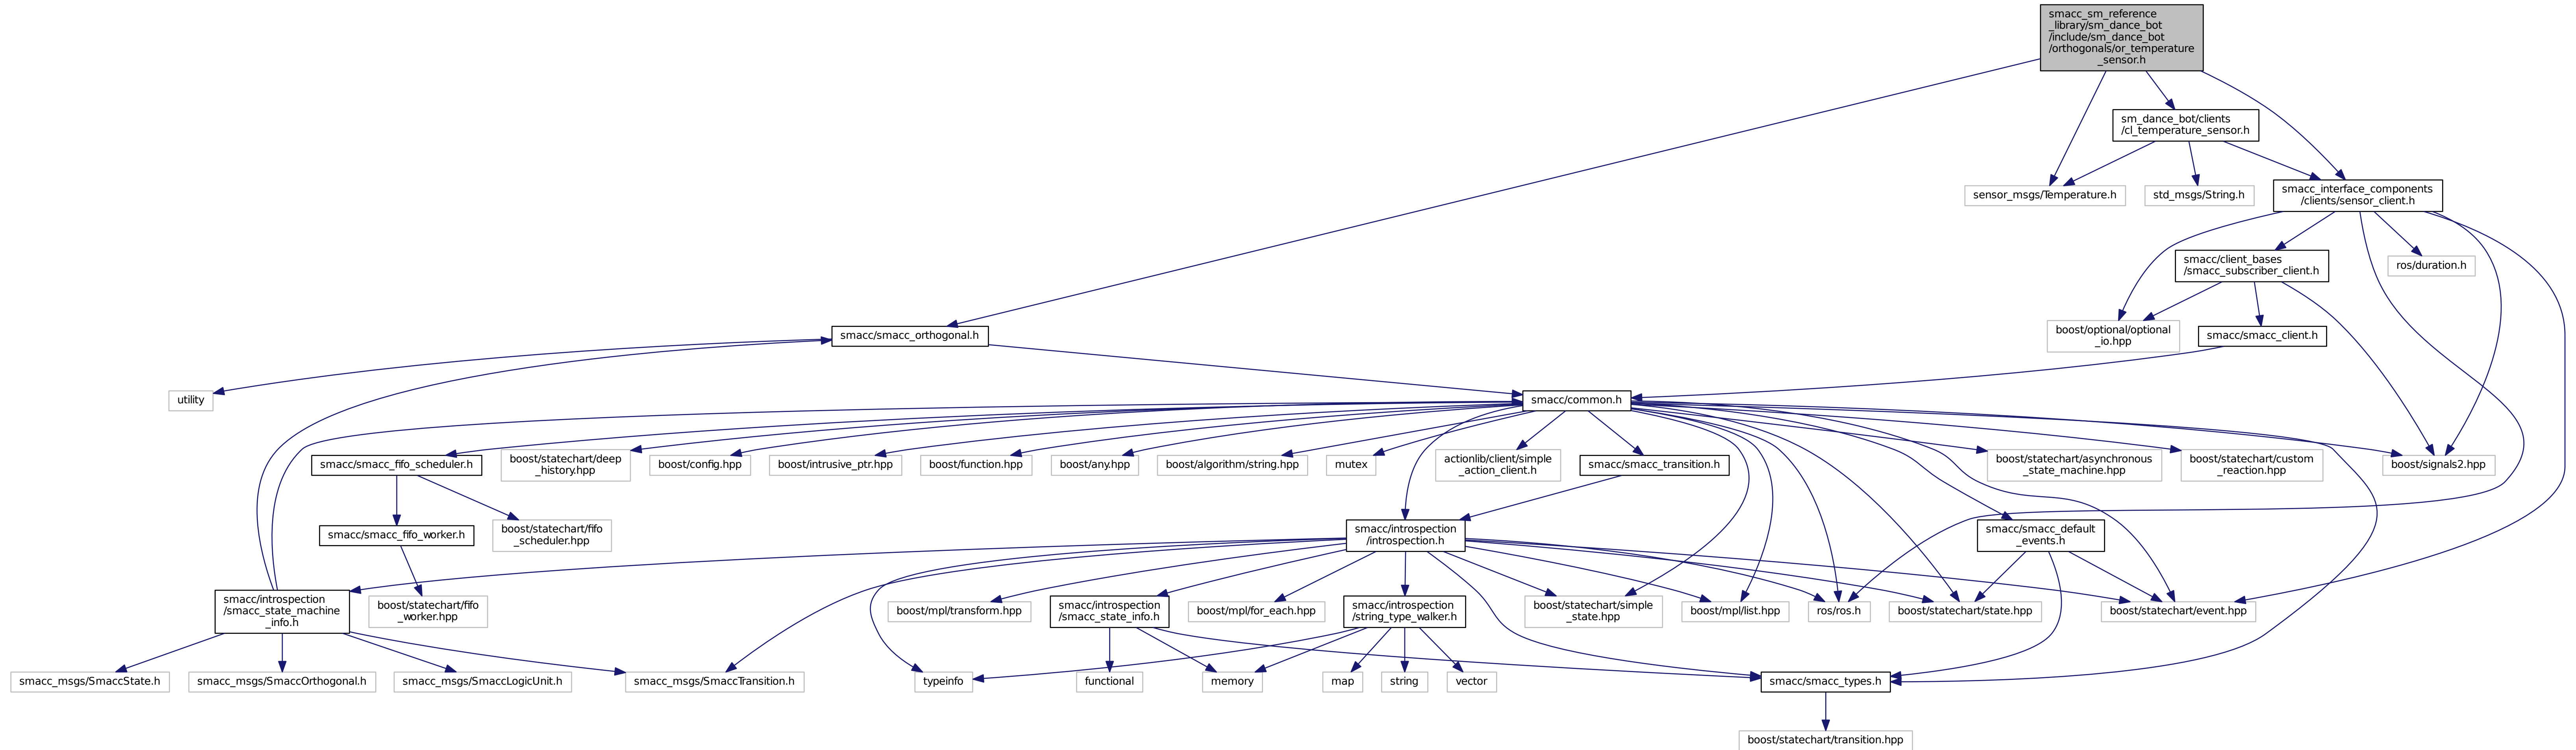 smacc_sm_reference
_library/sm_dance_bot
/include/sm_dance_bot
/orthogonals/or_temperature
_sensor.h
sm_dance_bot/clients
/cl_temperature_sensor.h
sensor_msgs/Temperature.h
std_msgs/String.h
smacc_interface_components
/clients/sensor_client.h
smacc/client_bases
/smacc_subscriber_client.h
ros/duration.h
smacc/smacc_orthogonal.h
boost/optional/optional
_io.hpp
smacc/smacc_client.h
utility
smacc/common.h
smacc/smacc_fifo_scheduler.h
boost/statechart/deep
_history.hpp
boost/config.hpp
boost/intrusive_ptr.hpp
boost/function.hpp
boost/any.hpp
boost/algorithm/string.hpp
mutex
actionlib/client/simple
_action_client.h
smacc/smacc_transition.h
boost/statechart/asynchronous
_state_machine.hpp
boost/statechart/custom
_reaction.hpp
boost/signals2.hpp
smacc/smacc_fifo_worker.h
boost/statechart/fifo
_scheduler.hpp
smacc/introspection
/introspection.h
smacc/smacc_default
_events.h
smacc/introspection
/smacc_state_machine
_info.h
boost/statechart/fifo
_worker.hpp
boost/mpl/transform.hpp
smacc/introspection
/smacc_state_info.h
boost/mpl/for_each.hpp
smacc/introspection
/string_type_walker.h
boost/statechart/simple
_state.hpp
boost/mpl/list.hpp
ros/ros.h
boost/statechart/state.hpp
boost/statechart/event.hpp
smacc_msgs/SmaccState.h
smacc_msgs/SmaccOrthogonal.h
smacc_msgs/SmaccLogicUnit.h
smacc_msgs/SmaccTransition.h
typeinfo
functional
memory
map
string
vector
smacc/smacc_types.h
boost/statechart/transition.hpp